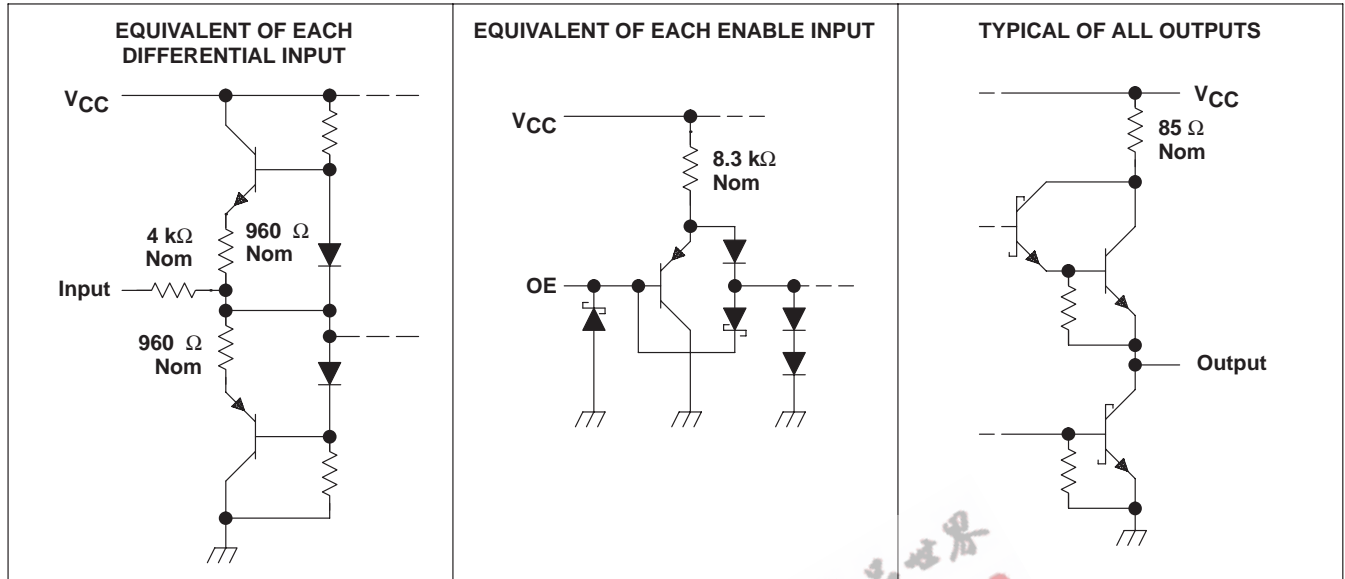 EQUIVALENT OF EACH
DIFFERENTIAL INPUT
VCC
4 kΩ
Nom
960 Ω
Nom
Input
960 Ω
Nom
EQUIVALENT OF EACH ENABLE INPUT
VCC
8.3 kΩ
Nom
OE
TYPICAL OF ALL OUTPUTS
VCC
85 Ω
Nom
Output